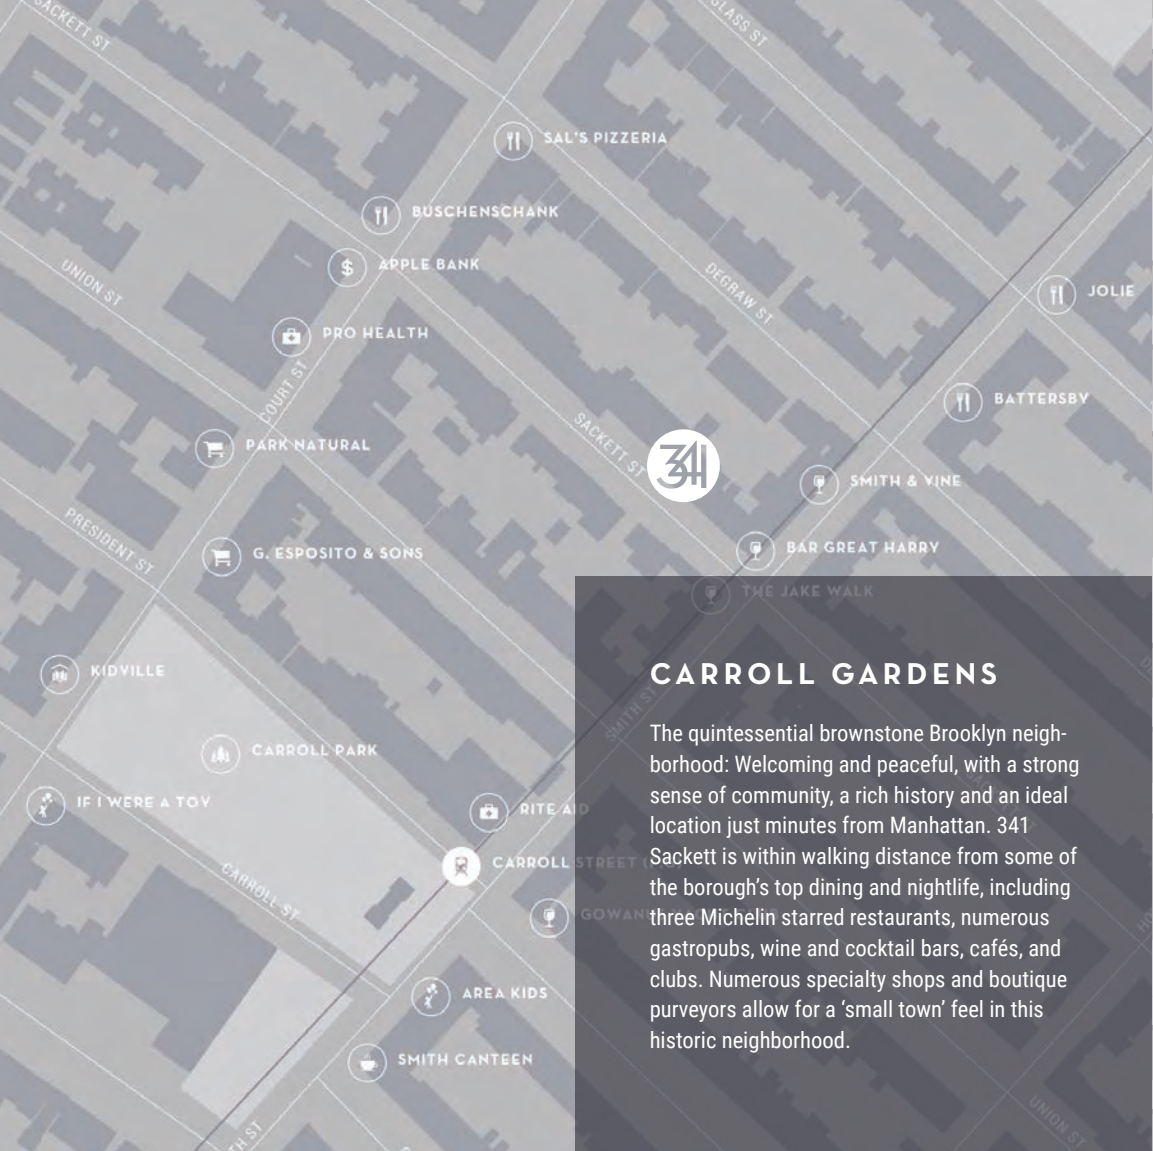 SACKETT ST
GLASS ST
SAL'S PIZZERIA
BUSCHENSCHANK
APPLE BANK
$
UNION ST
DEGRAW ST
JOLIE
PRO HEALTH
COURT ST
BATTERSBY
PARK NATURAL
SACKETT ST
341
SMITH & VINE
PRESIDENT ST
G. ESPOSITO & SONS
BAR GREAT HARRY
THE JAKE WALK
KIDVILLE
SMITH ST
CARROLL PARK
IF I WERE A TOY
RITE AID
CARROLL STREET
CARROLL ST
AREA KIDS
SMITH CANTEEN
CARROLL GARDENS
The quintessential brownstone Brooklyn neigh-
borhood: Welcoming and peaceful, with a strong
sense of community, a rich history and an ideal
location just minutes from Manhattan. 341
Sackett is within walking distance from some of
the borough's top dining and nightlife, including
three Michelin starred restaurants, numerous
gastropubs, wine and cocktail bars, cafés, and
clubs. Numerous specialty shops and boutique
purveyors allow for a ‘small town’ feel in this
historic neighborhood.
UNION ST
TH ST